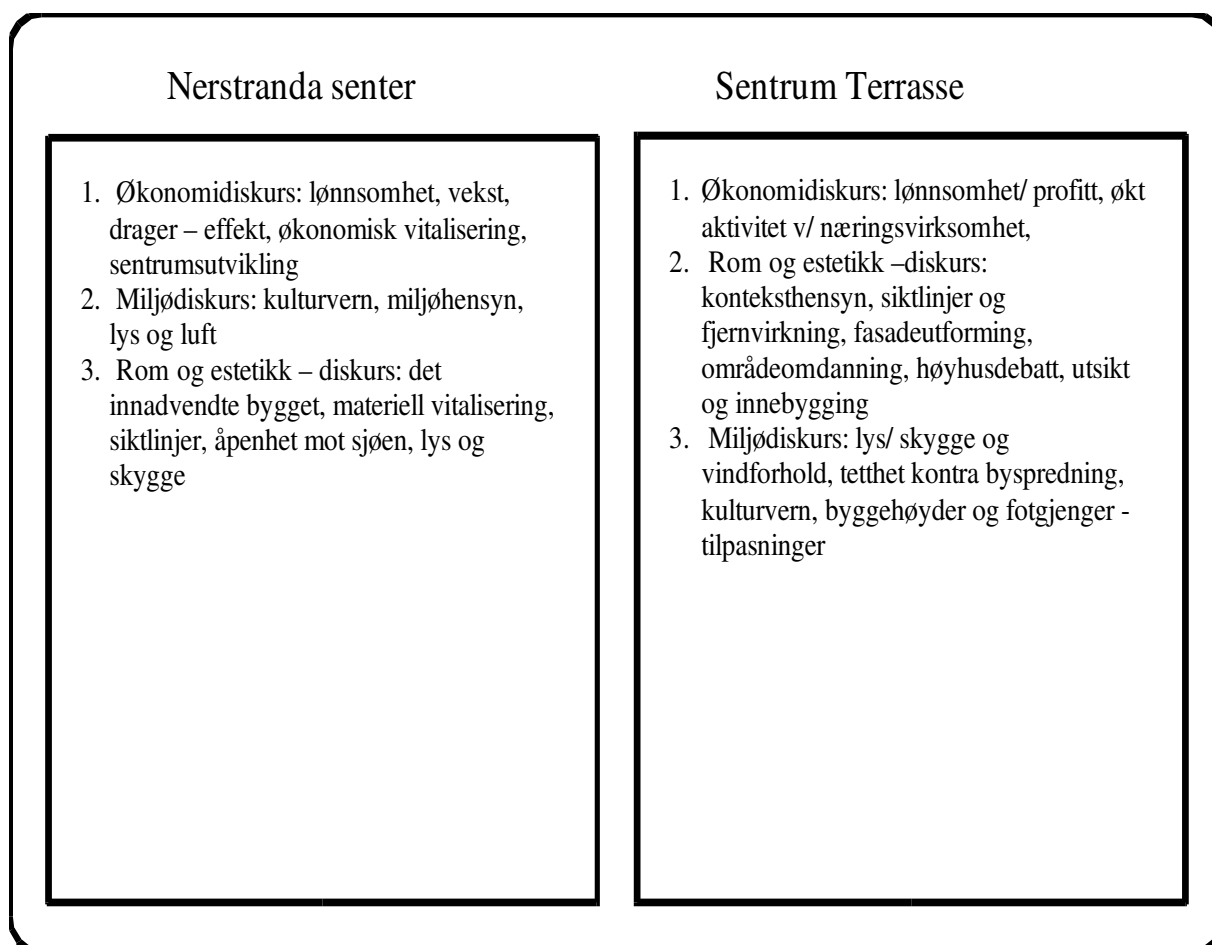 Nerstranda senter
1. Økonomidiskurs: lønnsomhet, vekst,
drager – effekt, økonomisk vitalisering,
sentrumsutvikling
2. Miljødiskurs: kulturvern, miljøhensyn,
lys og luft
3. Rom og estetikk – diskurs: det
innadvendte bygget, materiell vitalisering,
siktlinjer, åpenhet mot sjøen, lys og
skygge
Sentrum Terrasse
1. Økonomidiskurs: lønnsomhet/ profitt, økt
aktivitet v/ næringsvirksomhet,
2. Rom og estetikk –diskurs:
konteksthensyn, siktlinjer og
fjernvirkning, fasadeutforming,
områdeomdanning, høyhusdebatt, utsikt
og innebygging
3. Miljødiskurs: lys/ skygge og
vindforhold, tetthet kontra byspredning,
kulturvern, byggehøyder og fotgjenger -
tilpasninger